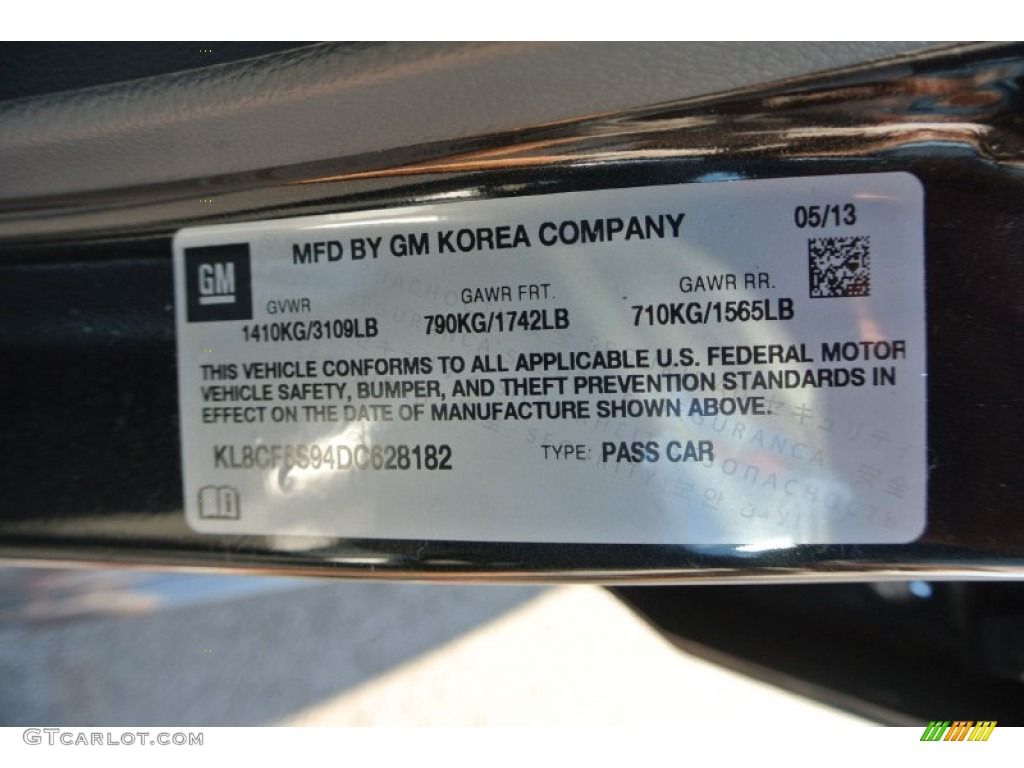 MFD BY GM KOREA COMPANY
05/13
GM
GVWR
1410KG/3109LB
GAWR FRT.
790KG/1742LB
GAWR RR.
710KG/1565LB
THIS VEHICLE CONFORMS TO ALL APPLICABLE U.S. FEDERAL MOTOR
VEHICLE SAFETY, BUMPER, AND THEFT PREVENTION STANDARDS IN
EFFECT ON THE DATE OF MANUFACTURE SHOWN ABOVE.
KL8CF6S94DC628182
TYPE: PASS CAR
GTCarlot.com